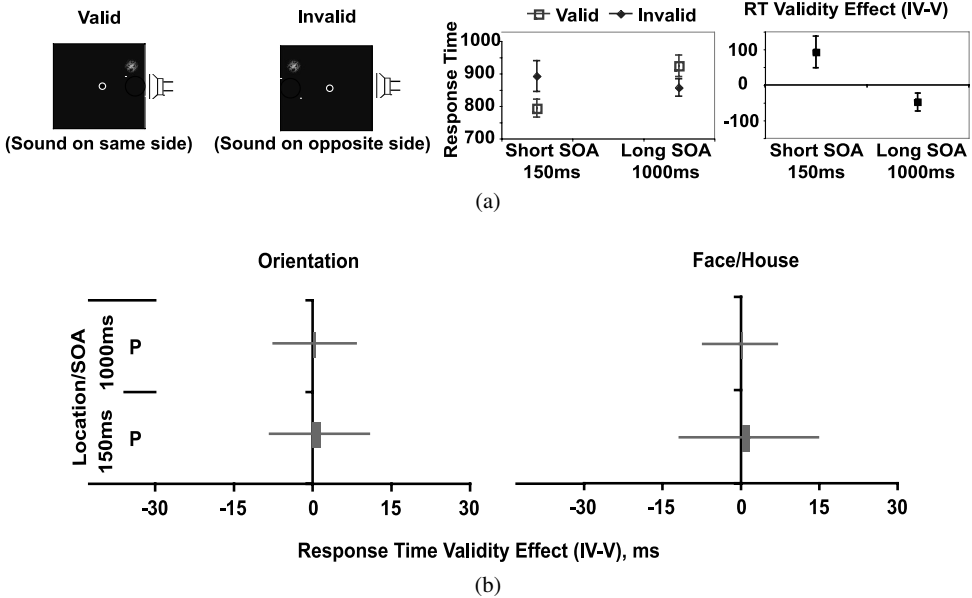 Valid
(Sound on same side)
Invalid
(Sound on opposite side)
Valid Invalid
Response Time
1000
900
800
700
Short SOA
150ms
Long SOA
1000ms
RT Validity Effect (IV-V)
100
0
-100
Short SOA
150ms
Long SOA
1000ms
(a)
Orientation
Face/House
Location/SOA
1000ms
P
150ms
P
-30 -15 0 15 30
-30 -15 0 15 30
Response Time Validity Effect (IV-V), ms
(b)